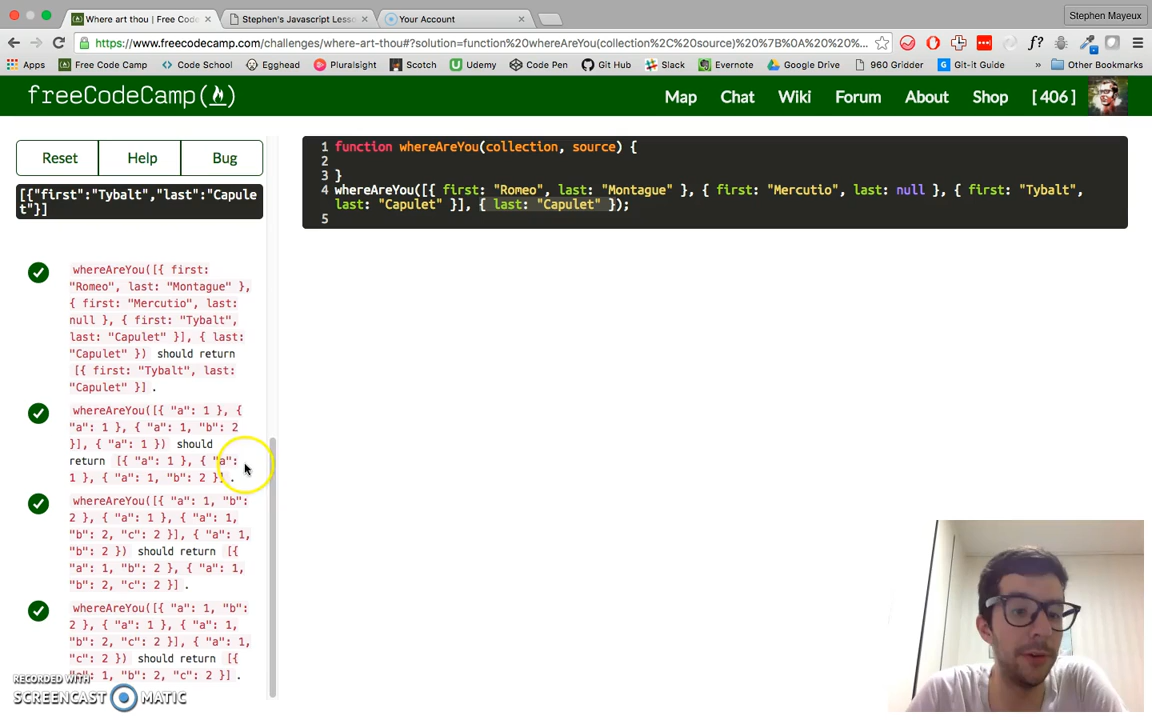 Where art thou | Free Code
Stephen's Javascript Lesso
Your Account
Stephen Mayeux
https://www.freecodecamp.com/challenges/where-art-thou#?solution=function%20whereAreYou(collection%2C%20source)%20%7B%0A%20%20%...
Apps
Free Code Camp
Code School
Egghead
Pluralsight
Scotch
Udemy
Code Pen
Git Hub
Slack
Evernote
Google Drive
960 Gridder
Git-it Guide
»
Other Bookmarks
freeCodeCamp
Map
Chat
Wiki
Forum
About
Shop
[ 406 ]
Reset
Help
Bug
[{"first":"Tybalt","last":"Capule
t"}]
1 function whereAreYou(collection, source) {
2
3 }
4 whereAreYou([{ first: "Romeo", last: "Montague" }, { first: "Mercutio", last: null }, { first: "Tybalt",
last: "Capulet" }], { last: "Capulet" });
5
whereAreYou([{ first:
"Romeo", last: "Montague" },
{ first: "Mercutio", last:
null }, { first: "Tybalt",
last: "Capulet" }], { last:
"Capulet" }) should return
[{ first: "Tybalt", last:
"Capulet" }] .
whereAreYou([{ "a": 1 }, {
"a": 1 }, { "a": 1, "b": 2
}], { "a": 1 }) should
return [{ "a": 1 }, { "a":
1 }, { "a": 1, "b": 2 }] .
whereAreYou([{ "a": 1, "b":
2 }, { "a": 1 }, { "a": 1,
"b": 2, "c": 2 }], { "a": 1,
"b": 2 }) should return [{
"a": 1, "b": 2 }, { "a": 1,
"b": 2, "c": 2 }] .
whereAreYou([{ "a": 1, "b":
2 }, { "a": 1 }, { "a": 1,
"b": 2, "c": 2 }], { "a": 1,
"c": 2 }) should return [{
"a": 1, "b": 2, "c": 2 }] .
RECORDED WITH
SCREENCAST MATIC